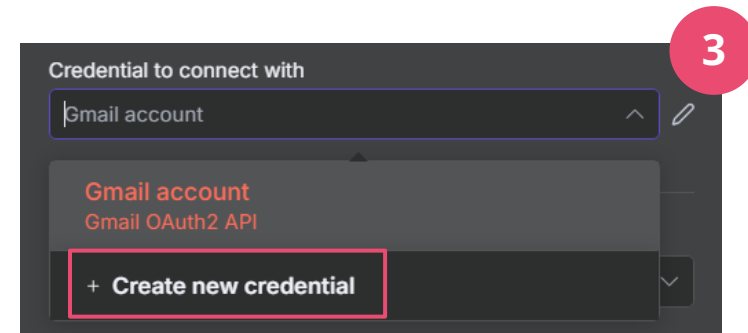 3
Credential to connect with
Gmail account
Gmail account
Gmail OAuth2 API
+ Create new credential